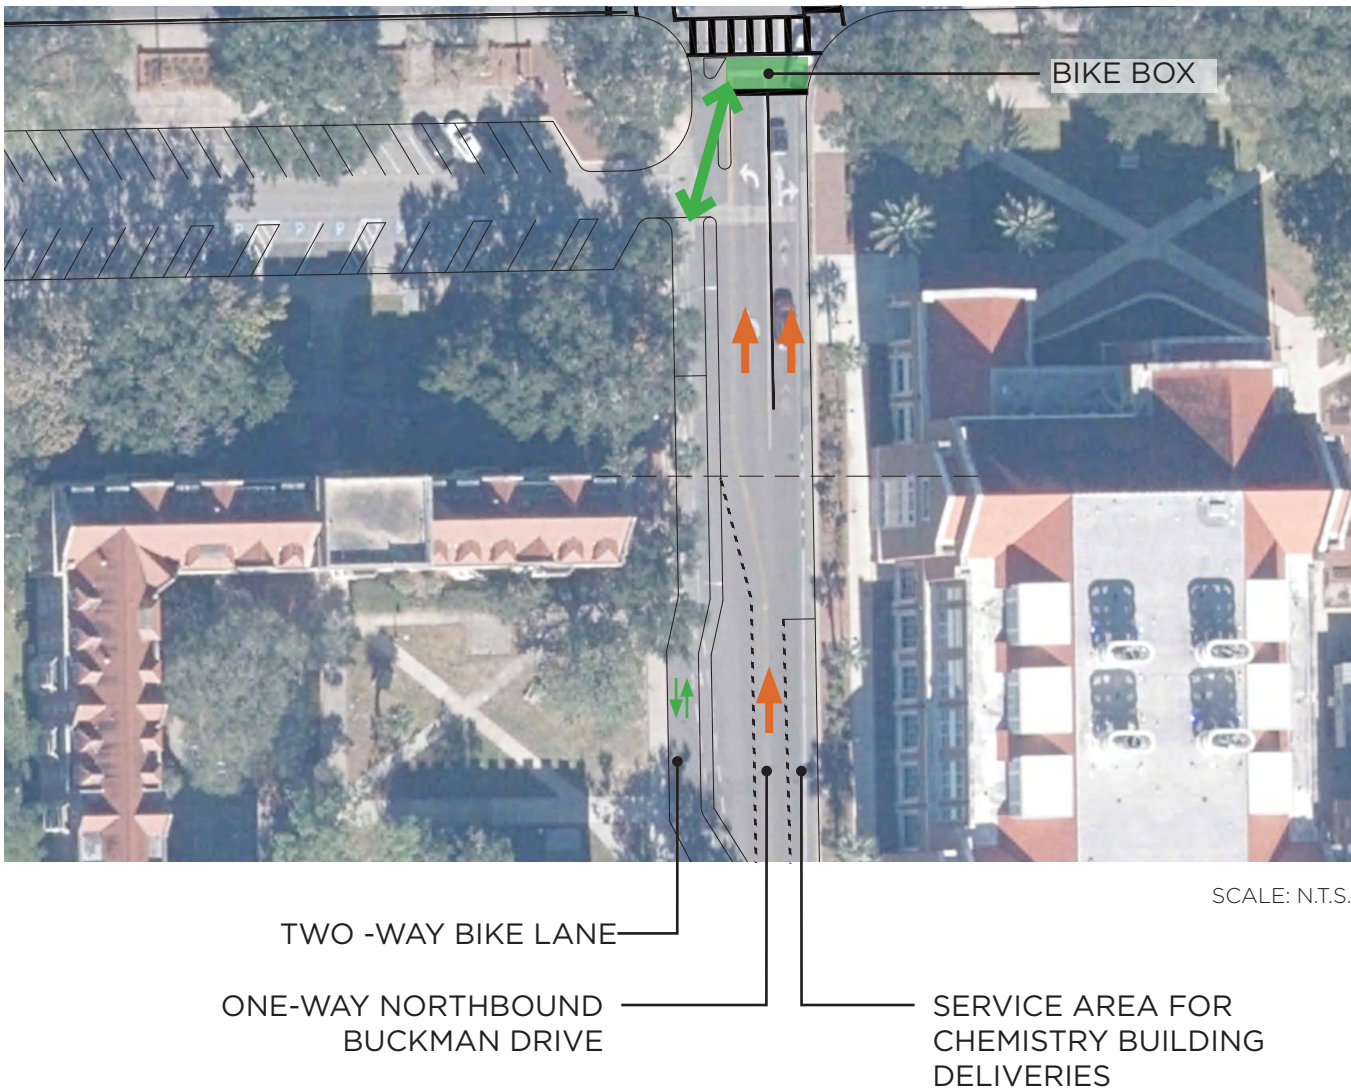 BIKE BOX
SCALE: N.T.S.
TWO -WAY BIKE LANE
ONE-WAY NORTHBOUND
BUCKMAN DRIVE
SERVICE AREA FOR
CHEMISTRY BUILDING
DELIVERIES